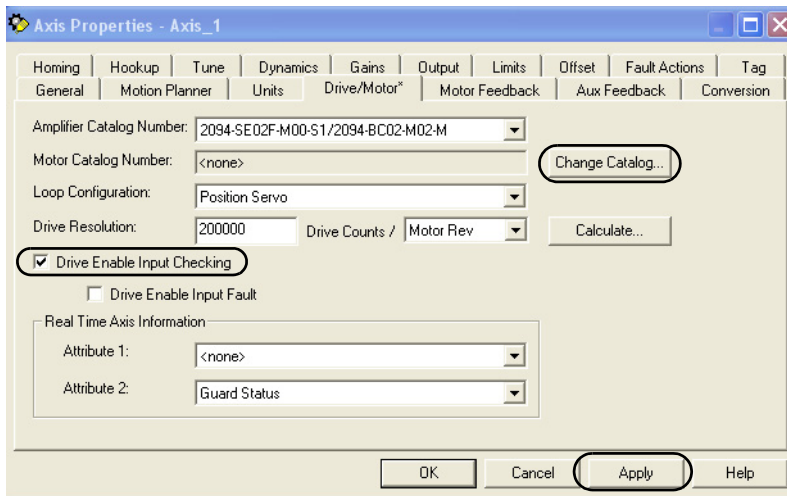 Axis Properties - Axis_1
Homing Hookup Tune Dynamics Gains Output Limits Offset Fault Actions Tag
General Motion Planner Units Drive/Motor* Motor Feedback Aux Feedback Conversion
Amplifier Catalog Number: 2094-SE02F-M00-S1/2094-BC02-M02-M
Motor Catalog Number: <none> Change Catalog...
Loop Configuration: Position Servo
Drive Resolution: 200000 Drive Counts / Motor Rev Calculate...
Drive Enable Input Checking
Drive Enable Input Fault
Real Time Axis Information
Attribute 1: <none>
Attribute 2: Guard Status
OK Cancel Apply Help